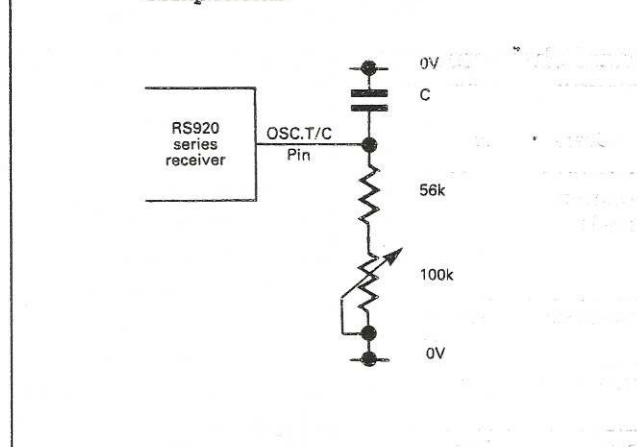 0V
C
RS920
series
receiver
OSC.T/C
Pin
56k
100k
0V